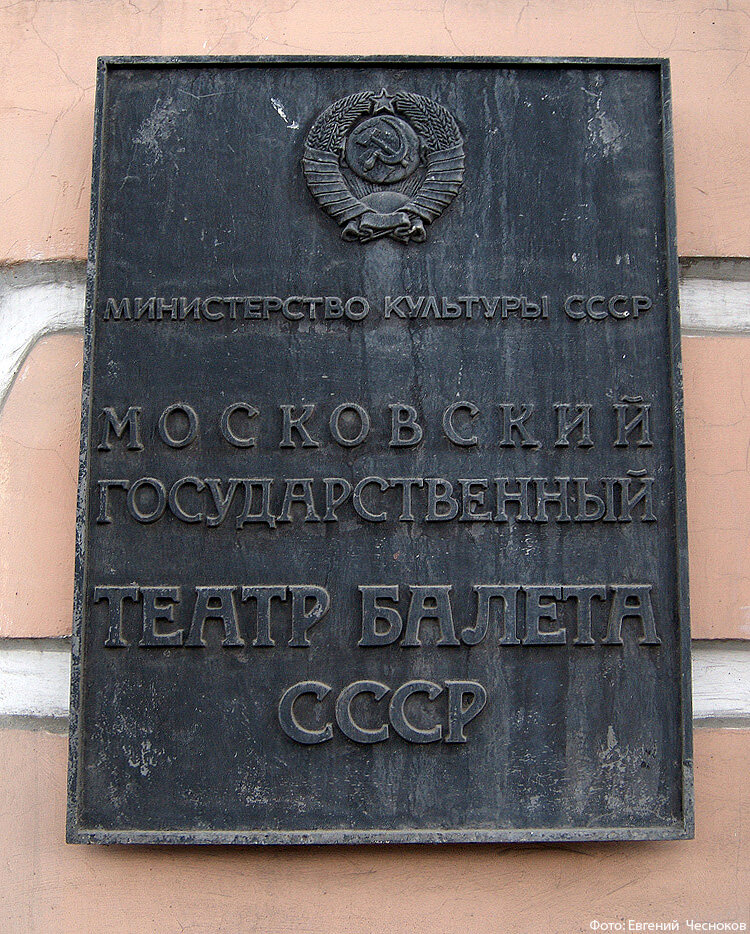 МИНИСТЕРСТВО КУЛЬТУРЫ СССР
МОСКОВСКИЙ
ГОСУДАРСТВЕННЫЙ
ТЕАТР БАЛЕТА
СССР
Фото: Евгений Чесноков